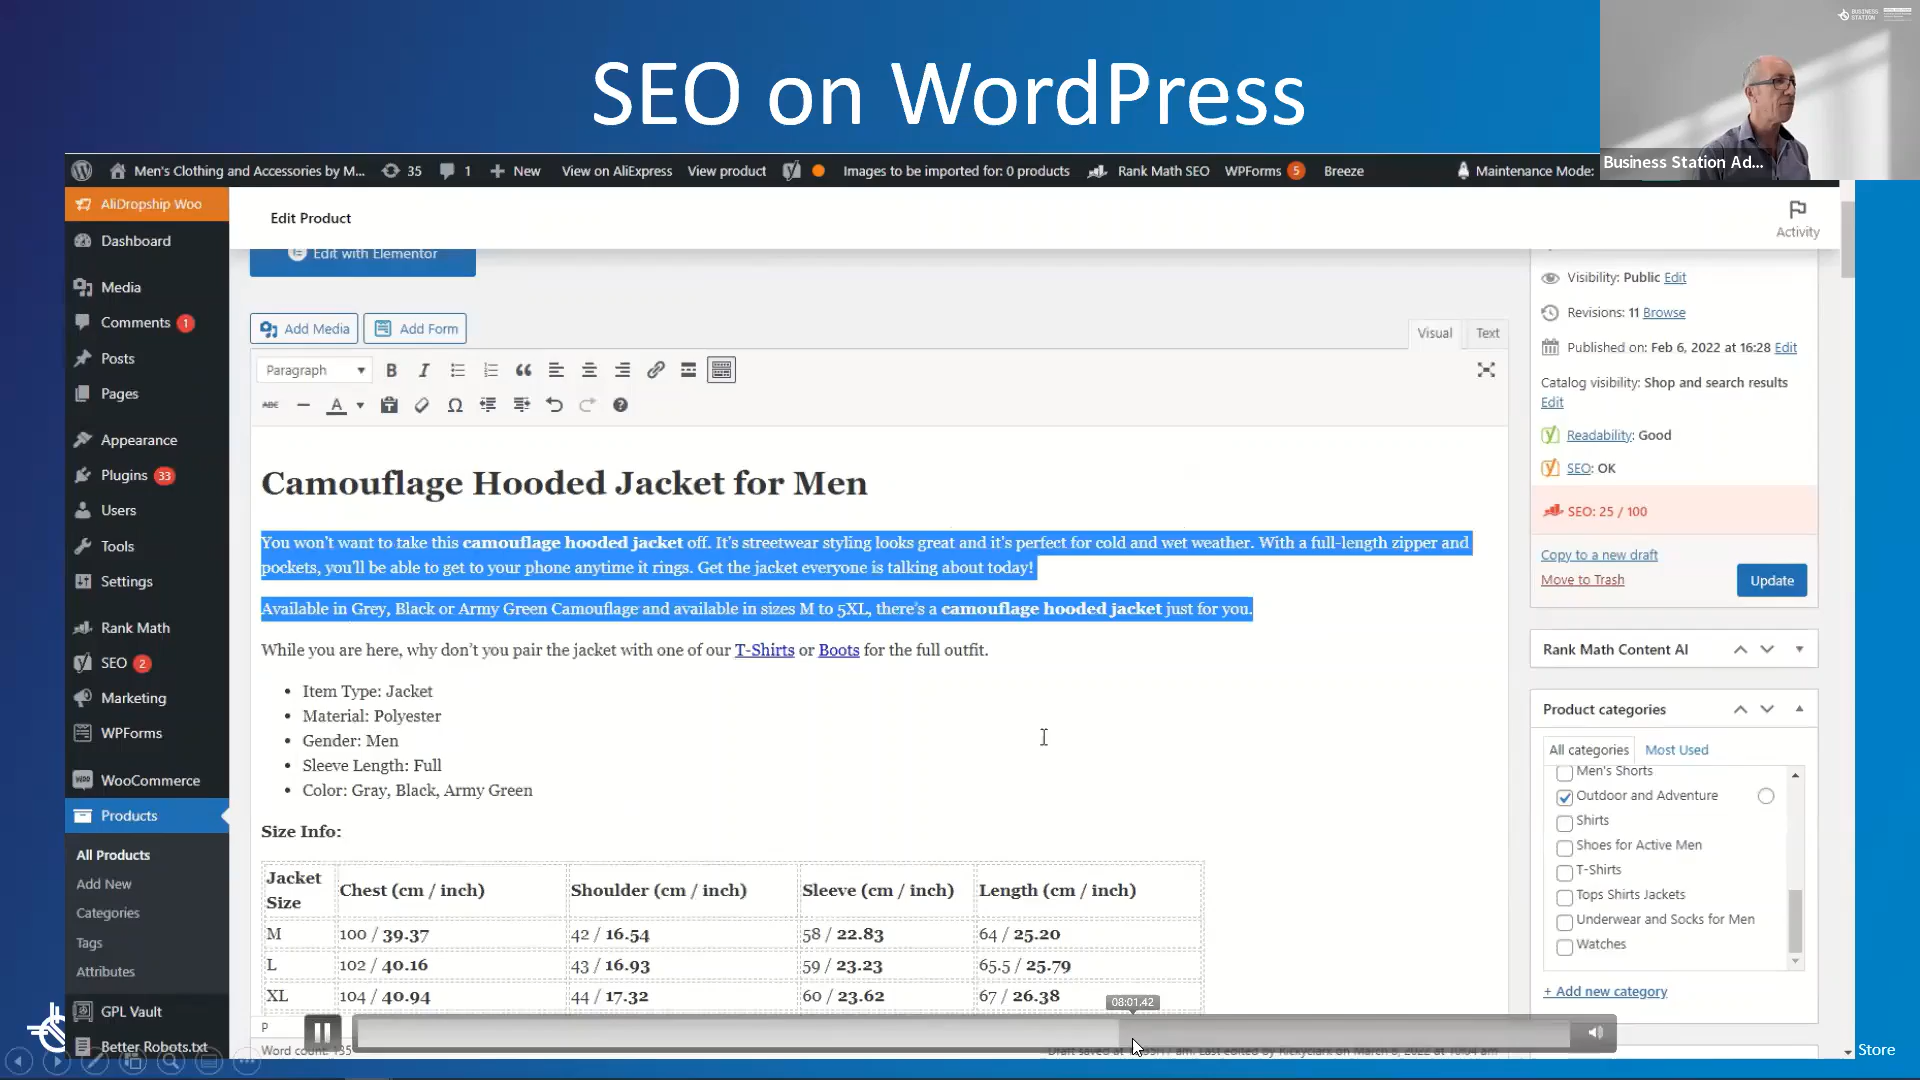 SEO on WordPress
BUSINESS STATION
Business Station Ad...
Men's Clothing and Accessories by M... 35 1 New View on AliExpress View product Images to be imported for: 0 products Rank Math SEO WPForms 5 Breeze Maintenance Mode:
AliDropship Woo
Dashboard
Media
Comments 1
Posts
Pages
Appearance
Plugins 33
Users
Tools
Settings
Rank Math
SEO 2
Marketing
WPForms
WooCommerce
Products
All Products
Add New
Categories
Tags
Attributes
GPL Vault
Better Robots.txt
Edit Product
Activity
Edit with Elementor
Add Media Add Form
Visual Text
Paragraph
Camouflage Hooded Jacket for Men
You won't want to take this camouflage hooded jacket off. It's streetwear styling looks great and it's perfect for cold and wet weather. With a full-length zipper and
pockets, you'll be able to get to your phone anytime it rings. Get the jacket everyone is talking about today!
Available in Grey, Black or Army Green Camouflage and available in sizes M to 5XL, there's a camouflage hooded jacket just for you.
While you are here, why don't you pair the jacket with one of our T-Shirts or Boots for the full outfit.
Item Type: Jacket
Material: Polyester
Gender: Men
Sleeve Length: Full
Color: Gray, Black, Army Green
Size Info:
Jacket Size Chest (cm / inch) Shoulder (cm / inch) Sleeve (cm / inch) Length (cm / inch)
M 100 / 39.37 42 / 16.54 58 / 22.83 64 / 25.20
L 102 / 40.16 43 / 16.93 59 / 23.23 65.5 / 25.79
XL 104 / 40.94 44 / 17.32 60 / 23.62 67 / 26.38
08:01.42
P
Word count: 135
Visibility: Public Edit
Revisions: 11 Browse
Published on: Feb 6, 2022 at 16:28 Edit
Catalog visibility: Shop and search results
Edit
Readability: Good
SEO: OK
SEO: 25 / 100
Copy to a new draft
Move to Trash
Update
Rank Math Content AI
Product categories
All categories Most Used
Men's Shorts
Outdoor and Adventure
Shirts
Shoes for Active Men
T-Shirts
Tops Shirts Jackets
Underwear and Socks for Men
Watches
+ Add new category
Store